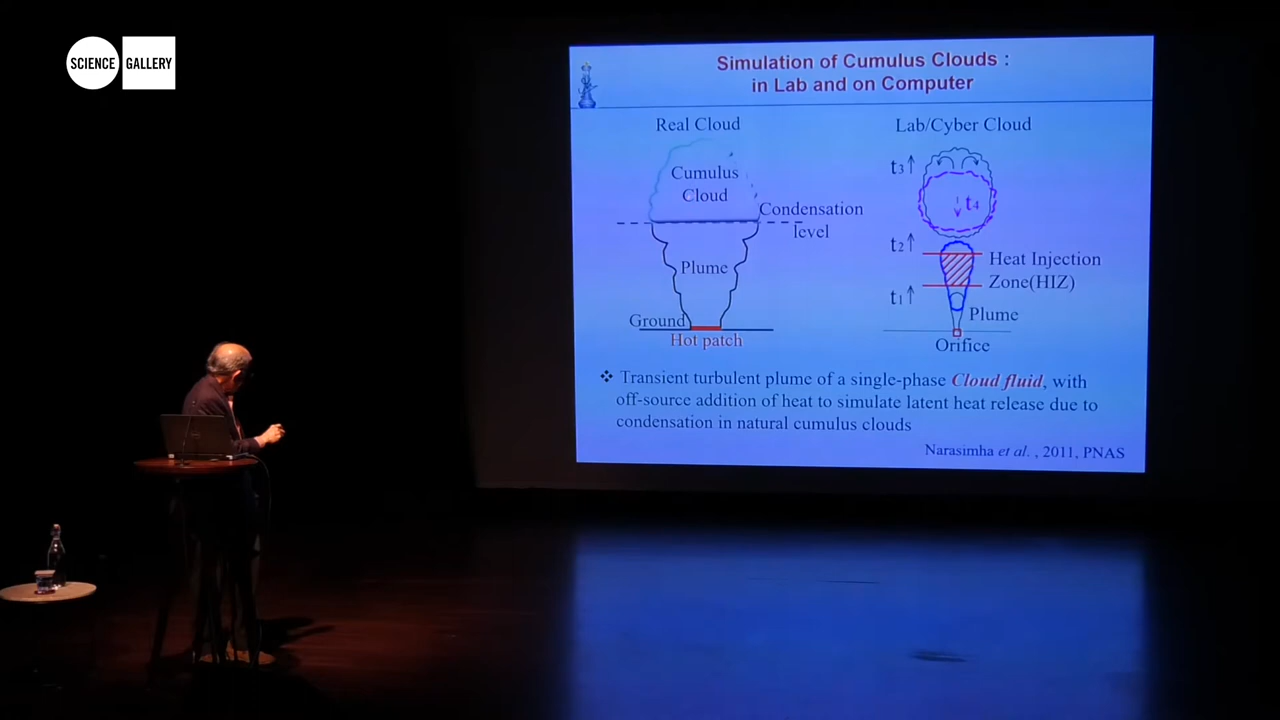 SCIENCE GALLERY
Simulation of Cumulus Clouds :
in Lab and on Computer
Real Cloud
Cumulus
Cloud
Condensation
level
Plume
Ground
Hot patch
Lab/Cyber Cloud
t3↑
t4
t2↑
Heat Injection
Zone(HIZ)
t1↑
Plume
Orifice
❖ Transient turbulent plume of a single-phase Cloud fluid, with
off-source addition of heat to simulate latent heat release due to
condensation in natural cumulus clouds
Narasimha et al. , 2011, PNAS